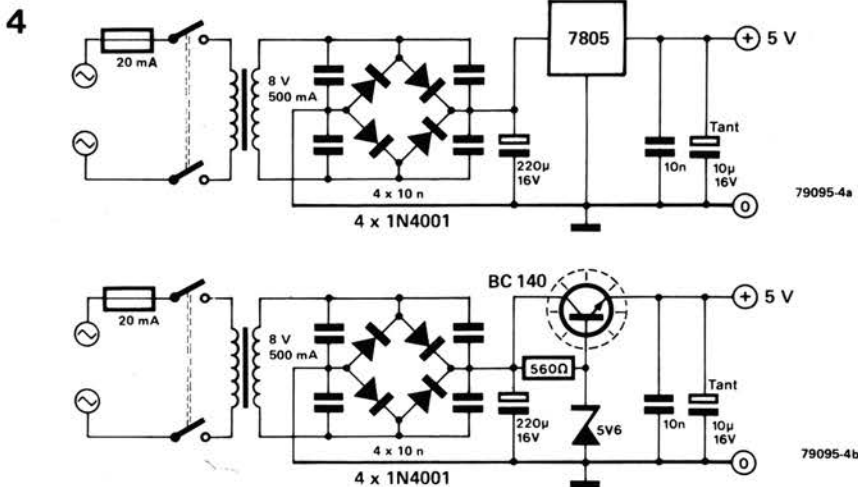 4
20 mA
8 V
500 mA
4 x 10 n
4 x 1N4001
220µ
16V
7805
10n
Tant
10µ
16V
+ 5 V
0
79095-4a
20 mA
8 V
500 mA
4 x 10 n
4 x 1N4001
BC 140
560Ω
220µ
16V
5V6
10n
Tant
10µ
16V
+ 5 V
0
79095-4b